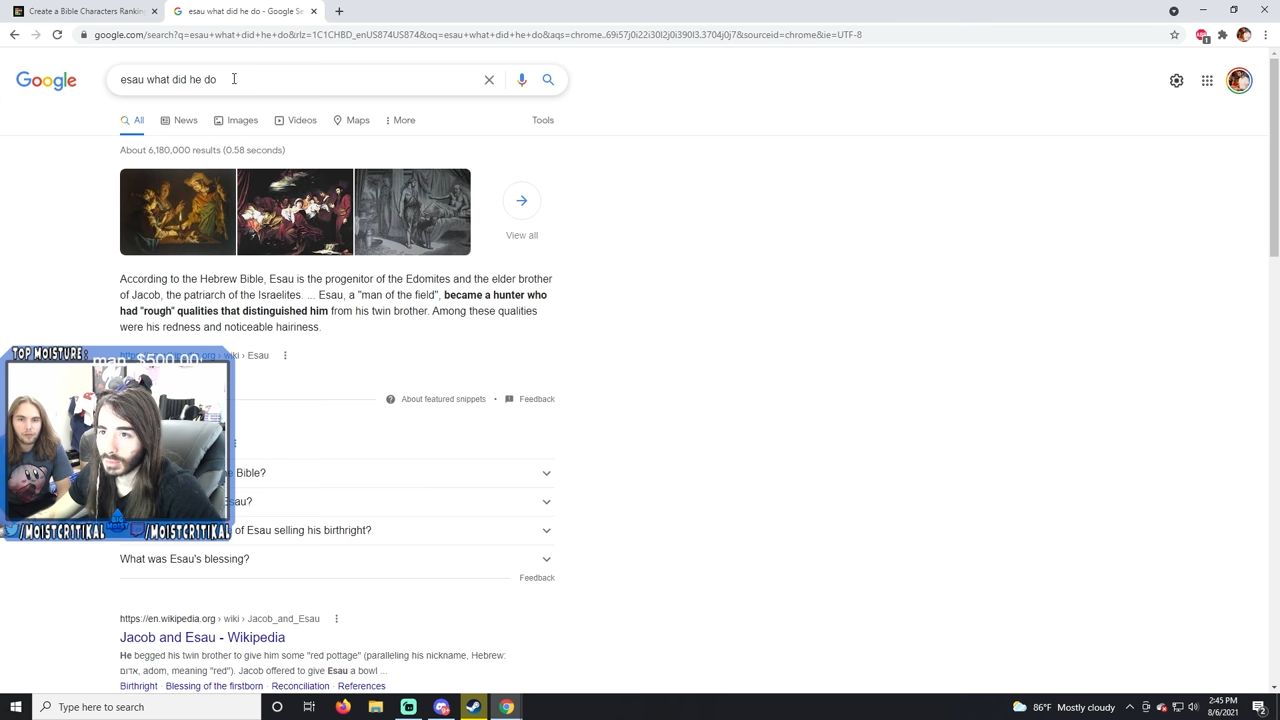 Create a Bible Characters Ranking
esau what did he do - Google Se
google.com/search?q=esau+what+did+he+do&rlz=1C1CHBD_enUS874US874&oq=esau+what+did+he+do&aqs=chrome..69i57j0i22i30l2j0i390l3.3704j0j7&sourceid=chrome&ie=UTF-8
Google
esau what did he do
All News Images Videos Maps More Tools
About 6,180,000 results (0.58 seconds)
View all
According to the Hebrew Bible, Esau is the progenitor of the Edomites and the elder brother
of Jacob, the patriarch of the Israelites. ... Esau, a "man of the field", became a hunter who
had "rough" qualities that distinguished him from his twin brother. Among these qualities
were his redness and noticeable hairiness.
› wiki › Esau
TOP MOISTURE: man: $500.00
About featured snippets • Feedback
Bible?
of Esau selling his birthright?
What was Esau's blessing?
Feedback
BIG MOIST
/MOISTCR1TIKAL /MOISTCR1TIKAL
https://en.wikipedia.org › wiki › Jacob_and_Esau
Jacob and Esau - Wikipedia
He begged his twin brother to give him some "red pottage" (paralleling his nickname, Hebrew:
אדום, adom, meaning "red"). Jacob offered to give Esau a bowl ...
Birthright · Blessing of the firstborn · Reconciliation · References
Type here to search
86°F Mostly cloudy
2:45 PM
8/6/2021
2